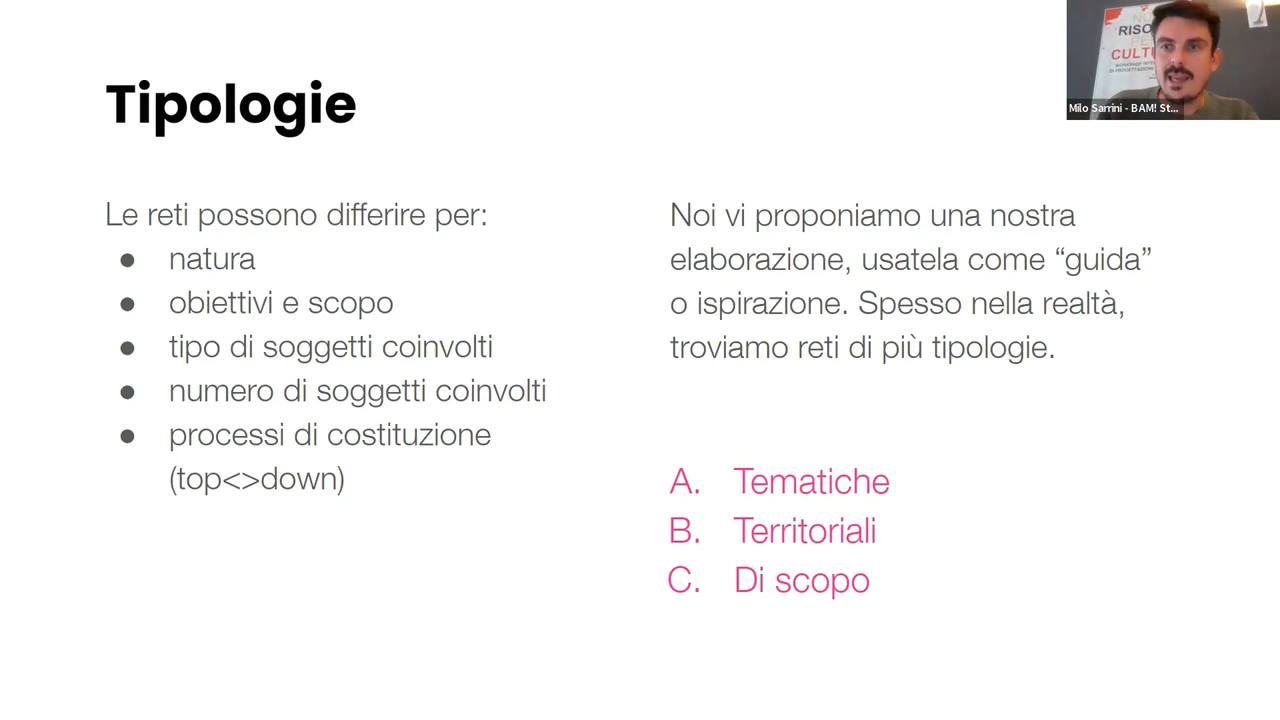 Tipologie
Le reti possono differire per:
● natura
● obiettivi e scopo
● tipo di soggetti coinvolti
● numero di soggetti coinvolti
● processi di costituzione
(top<>down)
Noi vi proponiamo una nostra
elaborazione, usatela come “guida”
o ispirazione. Spesso nella realtà,
troviamo reti di più tipologie.
A. Tematiche
B. Territoriali
C. Di scopo
RISO
CULT
Milo Sarrini - BAM! St...